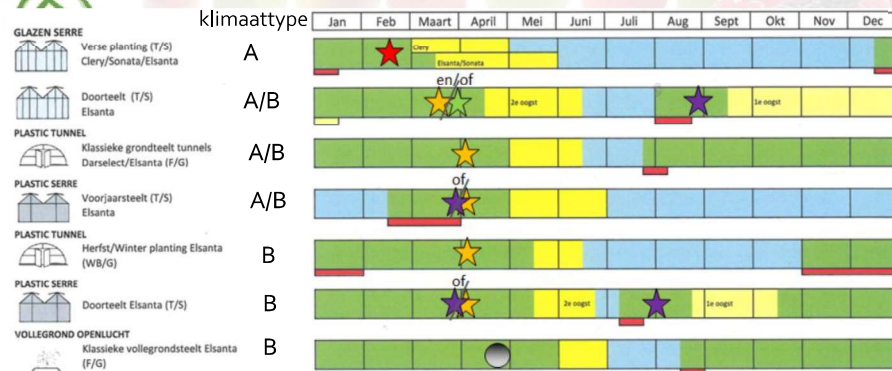 klimaattype Jan Feb Maart April Mei Juni Juli Aug Sept Okt Nov Dec
GLAZEN SERRE
Verse planting (T/S)
Clery/Sonata/Elsanta
A
Clery
Elsanta/Sonata
en/of
Doorteelt (T/S)
Elsanta
A/B
2e oogst
1e oogst
PLASTIC TUNNEL
Klassieke grondteelt tunnels
Darselect/Elsanta (F/G)
A/B
PLASTIC SERRE
of
Voorjaarsteelt (T/S)
Elsanta
A/B
PLASTIC TUNNEL
Herfst/Winter planting Elsanta
(WB/G)
B
PLASTIC SERRE
of
Doorteelt Elsanta (T/S)
B
2e oogst
1e oogst
VOLLEGROND OPENLUCHT
Klassieke vollegrondsteelt Elsanta
(F/G)
B